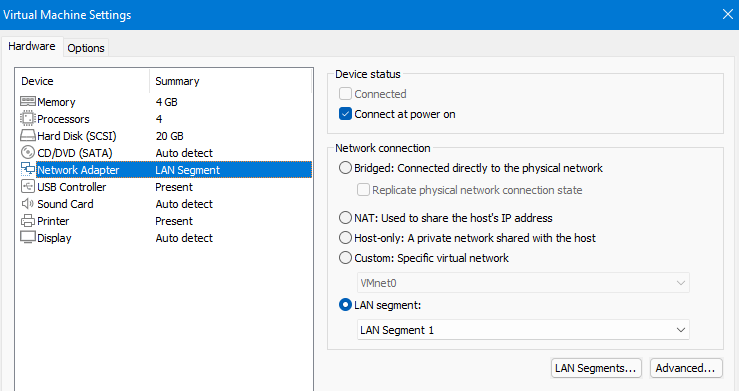 Virtual Machine Settings
Hardware
Options
Device Summary
Memory 4 GB
Processors 4
Hard Disk (SCSI) 20 GB
CD/DVD (SATA) Auto detect
Network Adapter LAN Segment
USB Controller Present
Sound Card Auto detect
Printer Present
Display Auto detect
Device status
Connected
Connect at power on
Network connection
Bridged: Connected directly to the physical network
Replicate physical network connection state
NAT: Used to share the host's IP address
Host-only: A private network shared with the host
Custom: Specific virtual network
VMnet0
LAN segment:
LAN Segment 1
LAN Segments... Advanced...